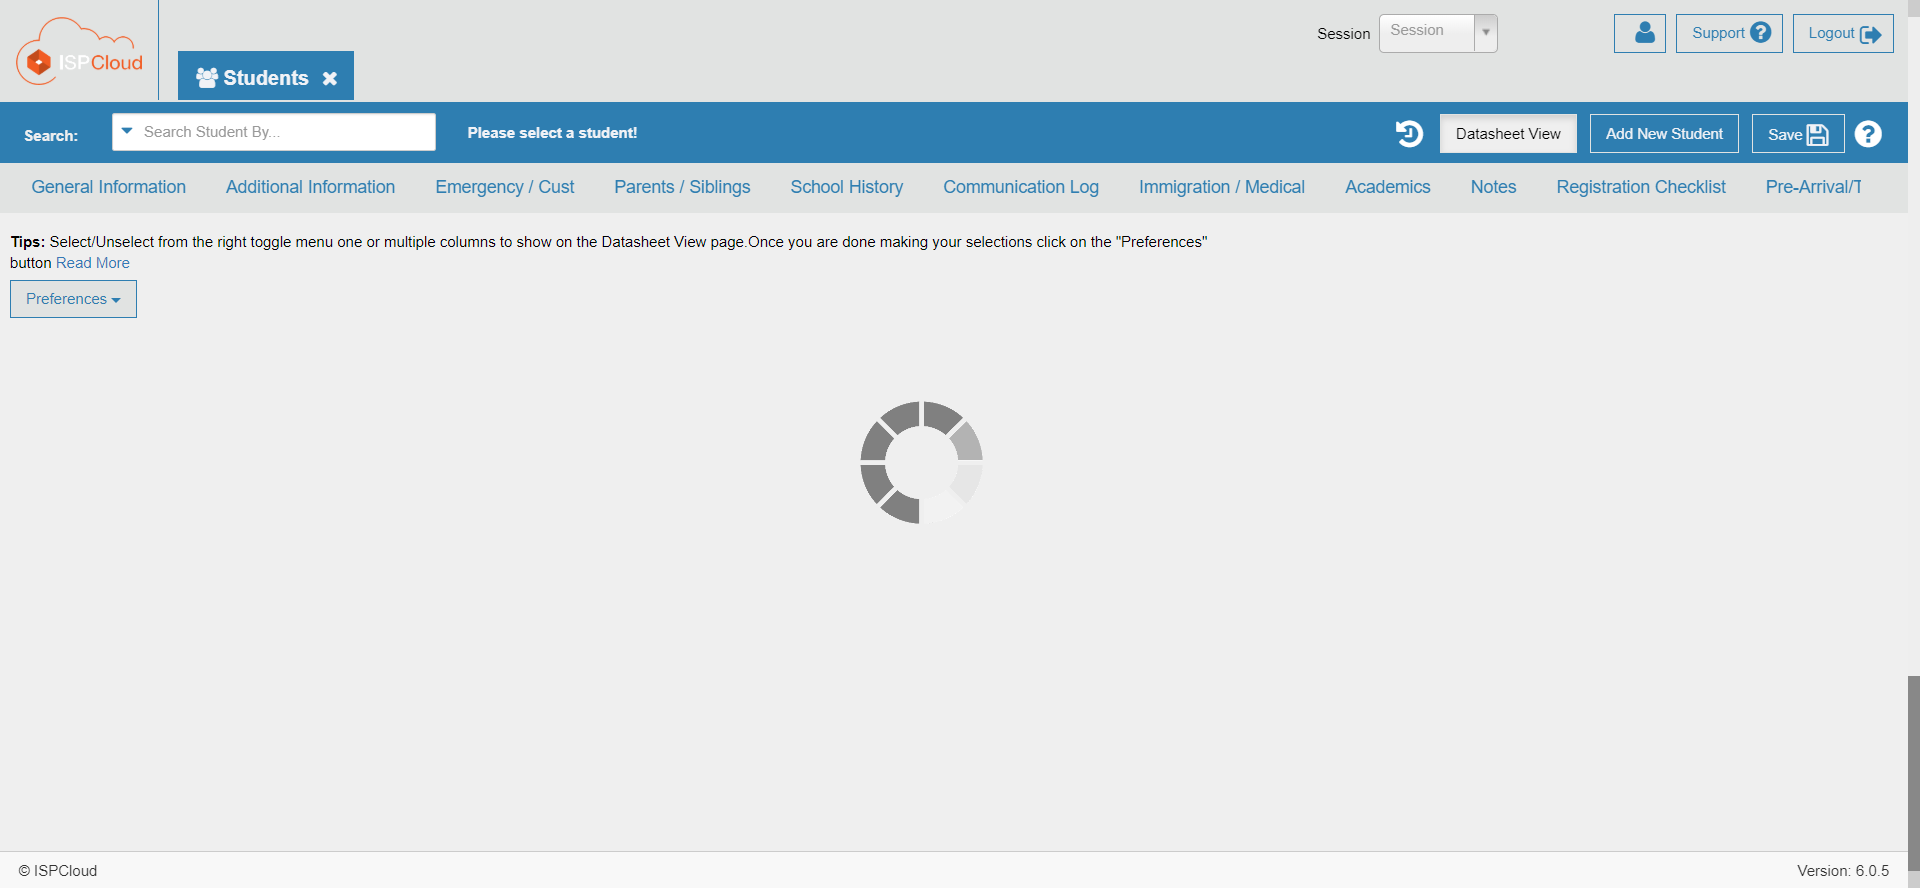 ISPCloud
Students
Session
Session
Support
Logout
Search:
Search Student By...
Please select a student!
Datasheet View
Add New Student
Save
General Information
Additional Information
Emergency / Cust
Parents / Siblings
School History
Communication Log
Immigration / Medical
Academics
Notes
Registration Checklist
Pre-Arrival/T
Tips: Select/Unselect from the right toggle menu one or multiple columns to show on the Datasheet View page.Once you are done making your selections click on the "Preferences"
button Read More
Preferences
© ISPCloud
Version: 6.0.5